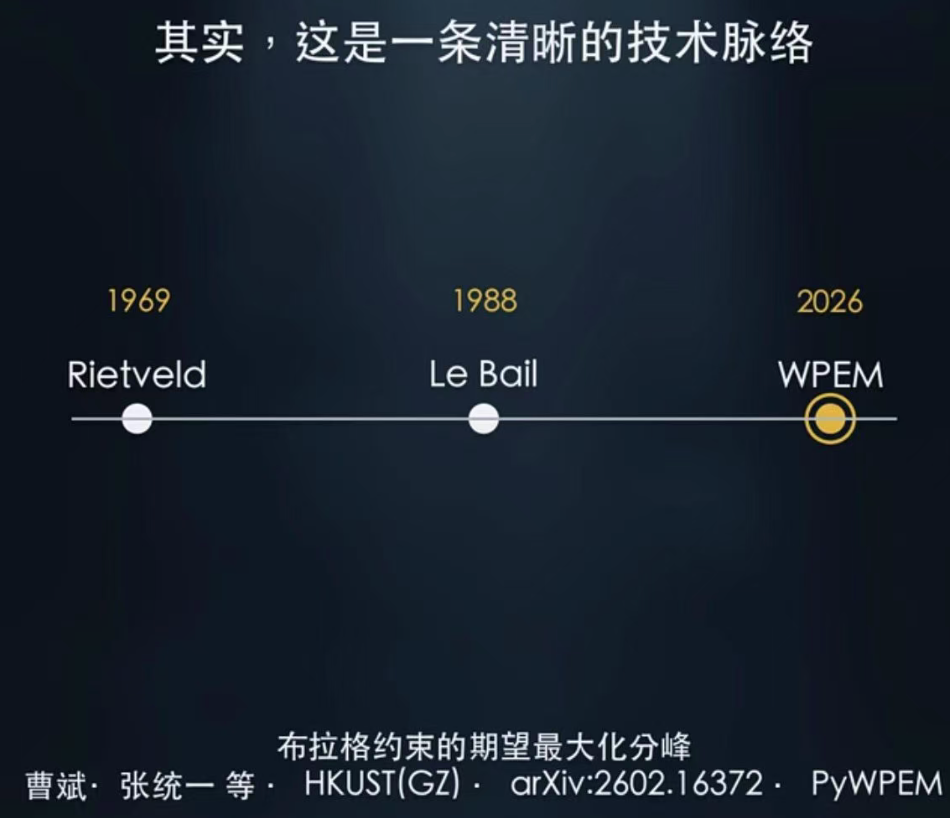 其实，这是一条清晰的技术脉络
1969
1988
2026
Rietveld
Le Bail
WPEM
布拉格约束的期望最大化分峰
曹斌· 张统一 等 · HKUST(GZ) · arXiv:2602.16372 · PyWPEM